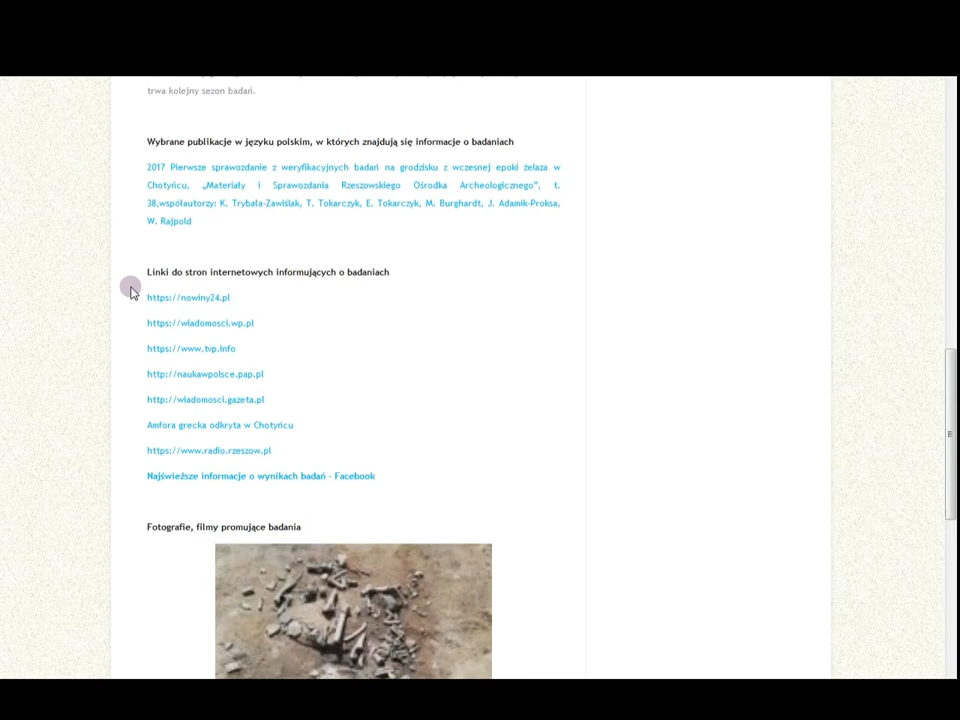 trwa kolejny sezon badań.
Wybrane publikacje w języku polskim, w których znajdują się informacje o badaniach
2017 Pierwsze sprawozdanie z weryfikacyjnych badań na grodzisku z wczesnej epoki żelaza w
Chotyńcu, „Materiały i Sprawozdania Rzeszowskiego Ośrodka Archeologicznego”, t.
38,współautorzy: K. Trybała-Zawiślak, T. Tokarczyk, E. Tokarczyk, M. Burghardt, J. Adamik-Proksa,
W. Rajpold
Linki do stron internetowych informujących o badaniach
https://nowiny24.pl
https://wiadomosci.wp.pl
https://www.tvp.info
http://naukawpolsce.pap.pl
http://wiadomosci.gazeta.pl
Amfora grecka odkryta w Chotyńcu
https://www.radio.rzeszow.pl
Najświeższe informacje o wynikach badań - Facebook
Fotografie, filmy promujące badania